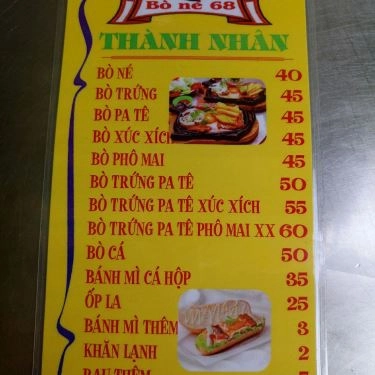 Bò né 68
THÀNH NHÂN
BÒ NÉ 40
BÒ TRỨNG 45
BÒ PA TÊ 45
BÒ XÚC XÍCH 45
BÒ PHÔ MAI 45
BÒ TRỨNG PA TÊ 50
BÒ TRỨNG PA TÊ XÚC XÍCH 55
BÒ TRỨNG PA TÊ PHÔ MAI XX 60
BÒ CÁ 50
BÁNH MÌ CÁ HỘP 35
ỐP LA 25
BÁNH MÌ THÊM 3
KHĂN LẠNH 2
RAU THÊM 5